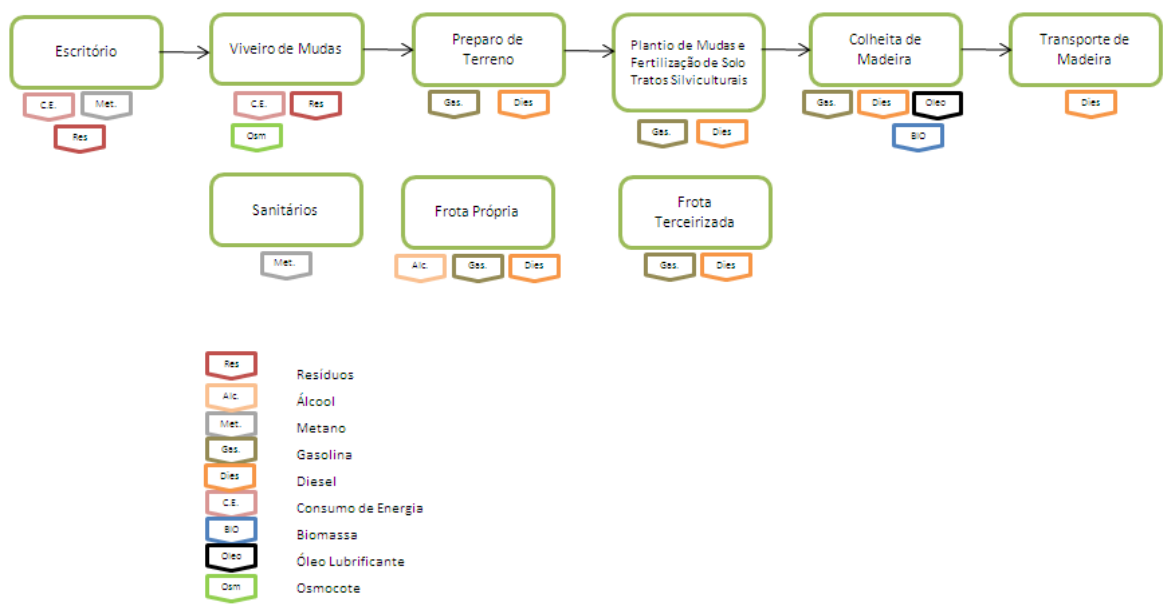 Escritório
Viveiro de Mudas
Preparo de
Terreno
Plantio de Mudas e
Fertilização de Solo
Tratos Silviculturais
Colheita de
Madeira
Transporte de
Madeira
C.E.
Met.
Res
C.E.
Res
Osm
Gas.
Dies
Gas.
Dies
Gas.
Dies
Oleo
BIO
Dies
Sanitários
Frota Própria
Frota
Terceirizada
Met.
Alc.
Gas.
Dies
Gas.
Dies
Res Resíduos
Alc. Álcool
Met. Metano
Gas. Gasolina
Dies Diesel
C.E. Consumo de Energia
BIO Biomassa
Oleo Óleo Lubrificante
Osm Osmocote